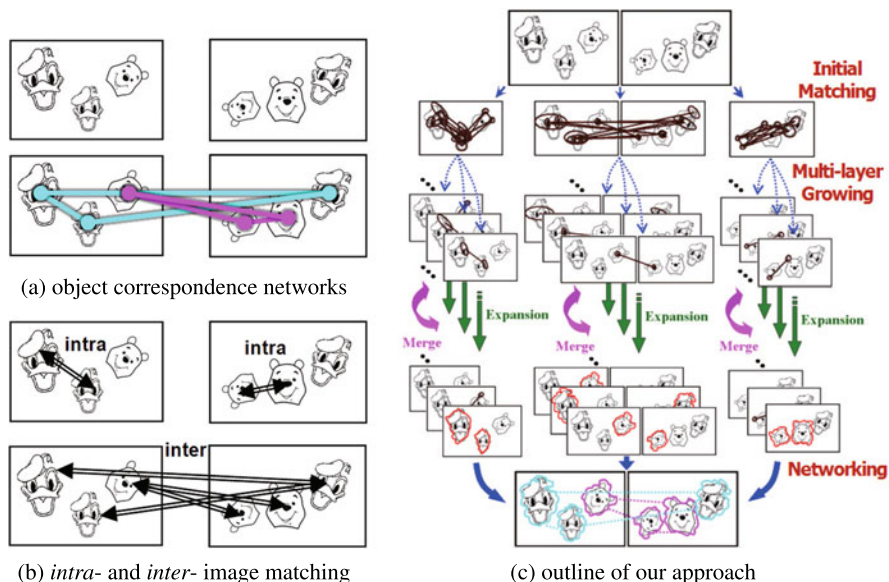 (a) object correspondence networks
intra
intra
inter
(b) intra- and inter- image matching
Initial
Matching
Multi-layer
Growing
Expansion
Merge
Expansion
Merge
Expansion
Merge
Networking
(c) outline of our approach